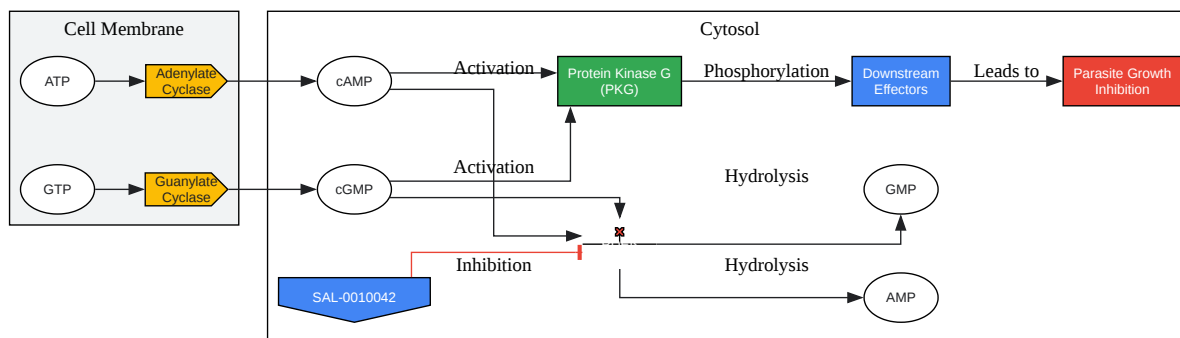 Cell Membrane
Cytosol
ATP
Adenylate
Cyclase
cAMP
Activation
Protein Kinase G
(PKG)
Phosphorylation
Downstream
Effectors
Leads to
Parasite Growth
Inhibition
GTP
Guanylate
Cyclase
cGMP
Activation
Hydrolysis
GMP
Inhibition
Hydrolysis
SAL-0010042
AMP